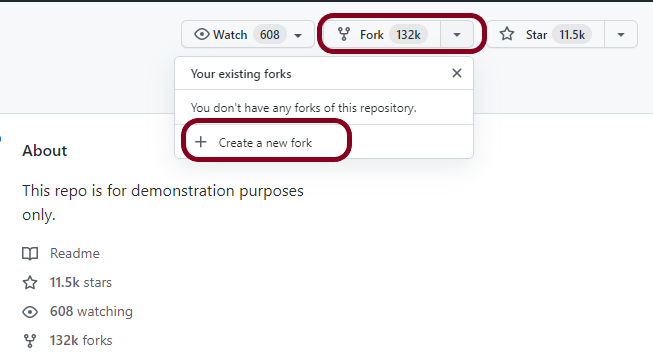 Watch 608
Fork 132k
Star 11.5k
Your existing forks
You don't have any forks of this repository.
Create a new fork
About
This repo is for demonstration purposes
only.
Readme
11.5k stars
608 watching
132k forks